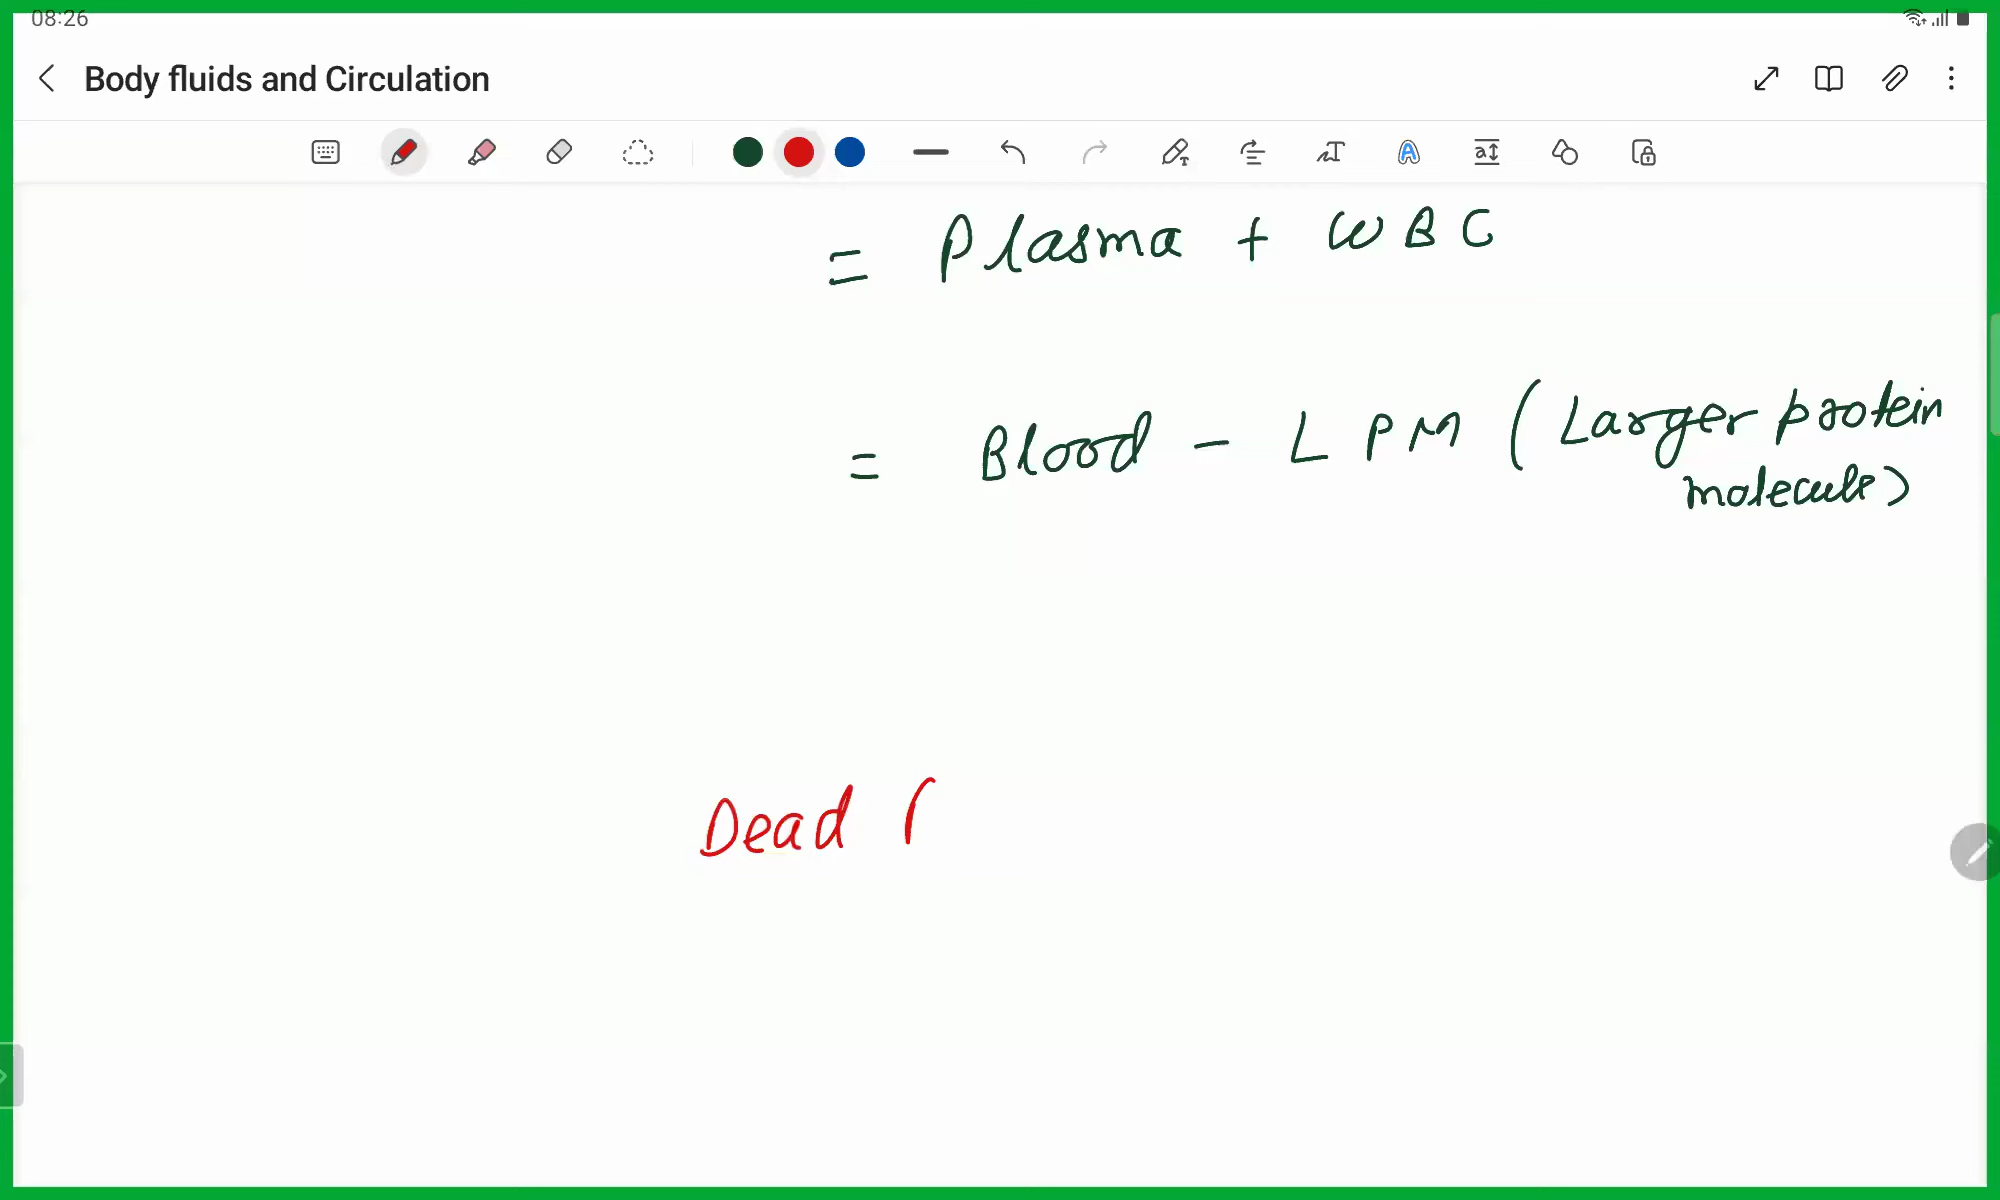 08:26
Body fluids and Circulation
= Plasma + WBC
= Blood - LPM (Larger protein
molecule)
Dead (